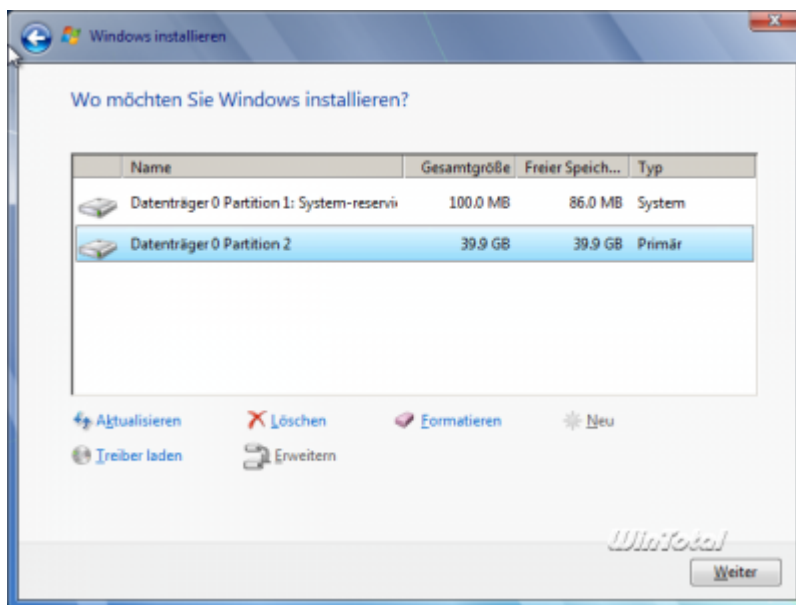 Windows installieren
Wo möchten Sie Windows installieren?
Name Gesamtgröße Freier Speich... Typ
Datenträger 0 Partition 1: System-reservi 100.0 MB 86.0 MB System
Datenträger 0 Partition 2 39.9 GB 39.9 GB Primär
Aktualisieren Löschen Formatieren Neu
Treiber laden Erweitern
WinTotal
Weiter